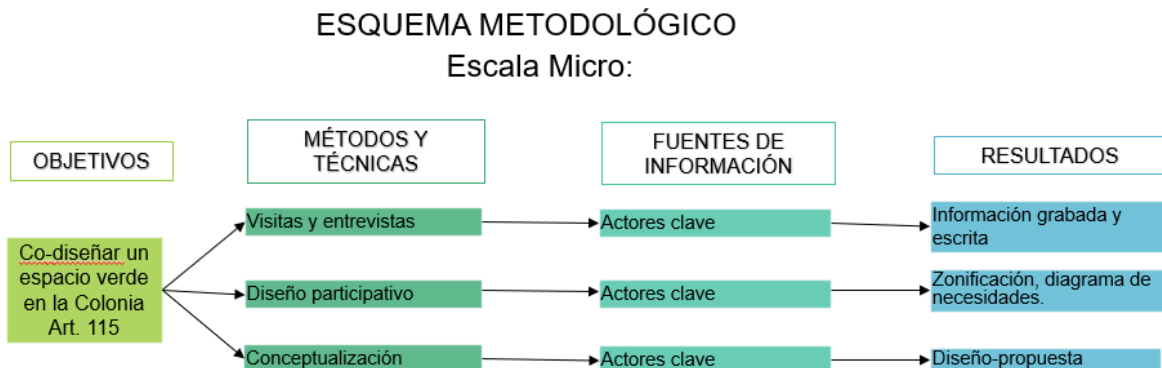 ESQUEMA METODOLÓGICO
Escala Micro:
OBJETIVOS
MÉTODOS Y
TÉCNICAS
FUENTES DE
INFORMACIÓN
RESULTADOS
Co-diseñar un
espacio verde
en la Colonia
Art. 115
Visitas y entrevistas
Actores clave
Información grabada y
escrita
Diseño participativo
Actores clave
Zonificación, diagrama de
necesidades.
Conceptualización
Actores clave
Diseño-propuesta